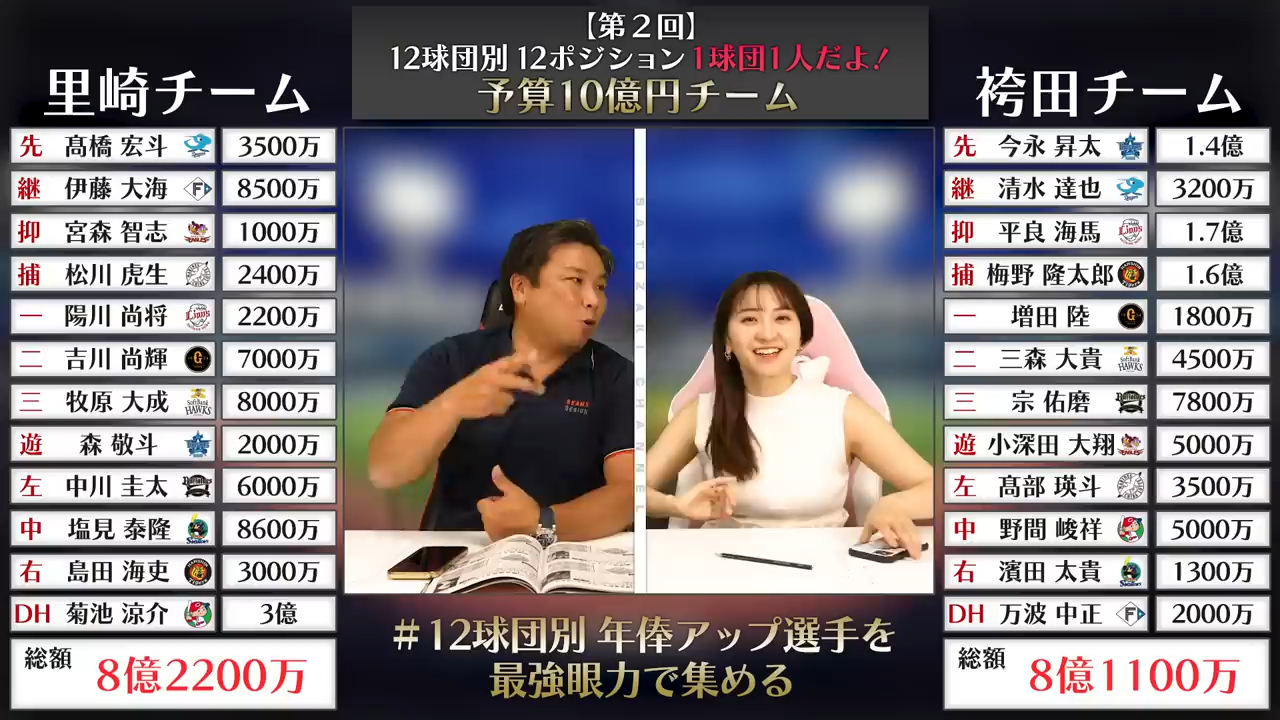 【第２回】
12球団別 12ポジション 1球団1人だよ！
予算10億円チーム
里崎チーム
先 髙橋 宏斗 3500万
継 伊藤 大海 F 8500万
抑 宮森 智志 EAGLES 1000万
捕 松川 虎生 2400万
一 陽川 尚将 Lions 2200万
二 吉川 尚輝 G 7000万
三 牧原 大成 SoftBank HAWKS 8000万
遊 森 敬斗 2000万
左 中川 圭太 Buffaloes 6000万
中 塩見 泰隆 Swallows 8600万
右 島田 海吏 3000万
DH 菊池 涼介 3億
総額 8億2200万
袴田チーム
先 今永 昇太 1.4億
継 清水 達也 3200万
抑 平良 海馬 Lions 1.7億
捕 梅野 隆太郎 1.6億
一 増田 陸 G 1800万
二 三森 大貴 SoftBank HAWKS 4500万
三 宗 佑磨 Buffaloes 7800万
遊 小深田 大翔 EAGLES 5000万
左 髙部 瑛斗 3500万
中 野間 峻祥 5000万
右 濱田 太貴 Swallows 1300万
DH 万波 中正 F 2000万
総額 8億1100万
SATOZAKI CHANNEL
BEAMS
DESIGN
＃12球団別 年俸アップ選手を
最強眼力で集める